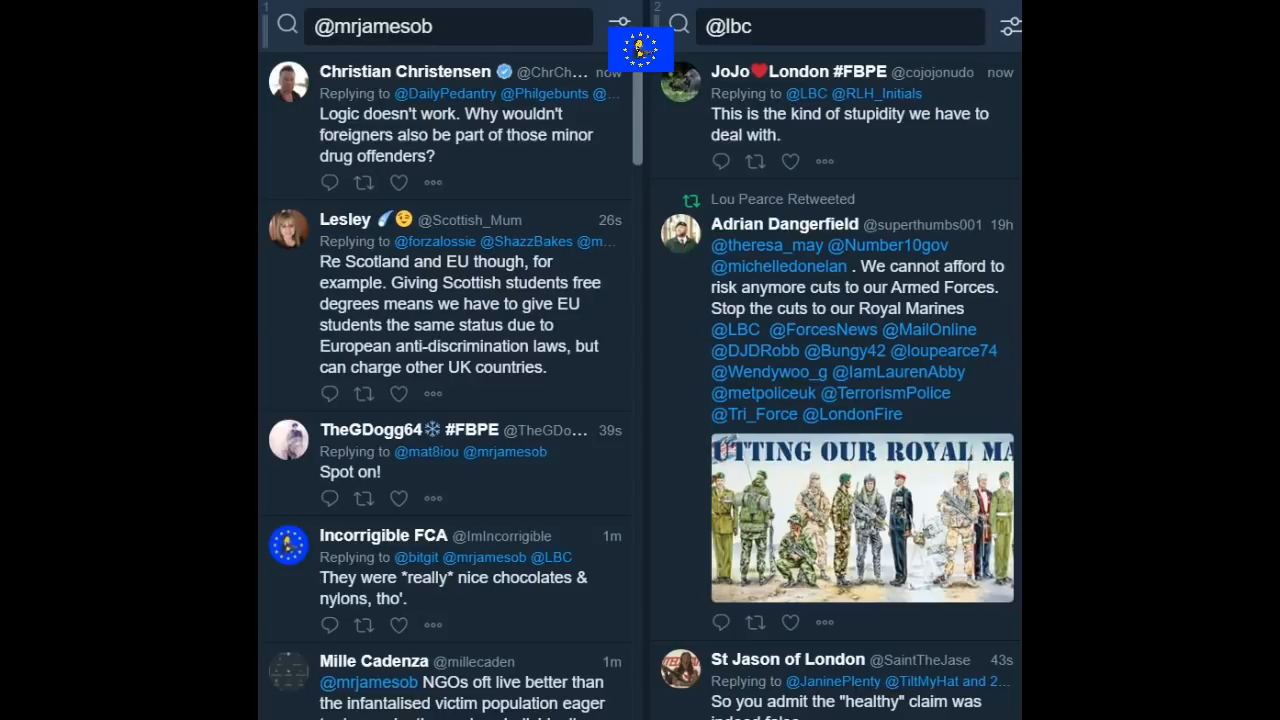 1
@mrjamesob
Christian Christensen @ChrCh... now
Replying to @DailyPedantry @Philgebunts @...
Logic doesn't work. Why wouldn't
foreigners also be part of those minor
drug offenders?
Lesley @Scottish_Mum 26s
Replying to @forzalossie @ShazzBakes @m...
Re Scotland and EU though, for
example. Giving Scottish students free
degrees means we have to give EU
students the same status due to
European anti-discrimination laws, but
can charge other UK countries.
TheGDogg64❄ #FBPE @TheGDo... 39s
Replying to @mat8iou @mrjamesob
Spot on!
Incorrigible FCA @ImIncorrigible 1m
Replying to @bitgit @mrjamesob @LBC
They were *really* nice chocolates &
nylons, tho'.
Mille Cadenza @millecaden 1m
@mrjamesob NGOs oft live better than
the infantalised victim population eager
2
@lbc
JoJo❤London #FBPE @cojojonudo now
Replying to @LBC @RLH_Initials
This is the kind of stupidity we have to
deal with.
Lou Pearce Retweeted
Adrian Dangerfield @superthumbs001 19h
@theresa_may @Number10gov
@michelledonelan . We cannot afford to
risk anymore cuts to our Armed Forces.
Stop the cuts to our Royal Marines
@LBC @ForcesNews @MailOnline
@DJDRobb @Bungy42 @loupearce74
@Wendywoo_g @IamLaurenAbby
@metpoliceuk @TerrorismPolice
@Tri_Force @LondonFire
UTTING OUR ROYAL MA
St Jason of London @SaintTheJase 43s
Replying to @JaninePlenty @TiltMyHat and 2...
So you admit the "healthy" claim was
indeed false